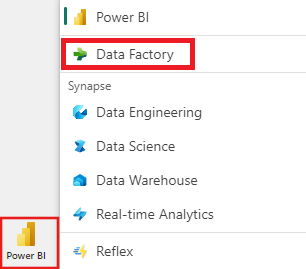 Power BI
Data Factory
Synapse
Data Engineering
Data Science
Data Warehouse
Real-time Analytics
Reflex
Power BI